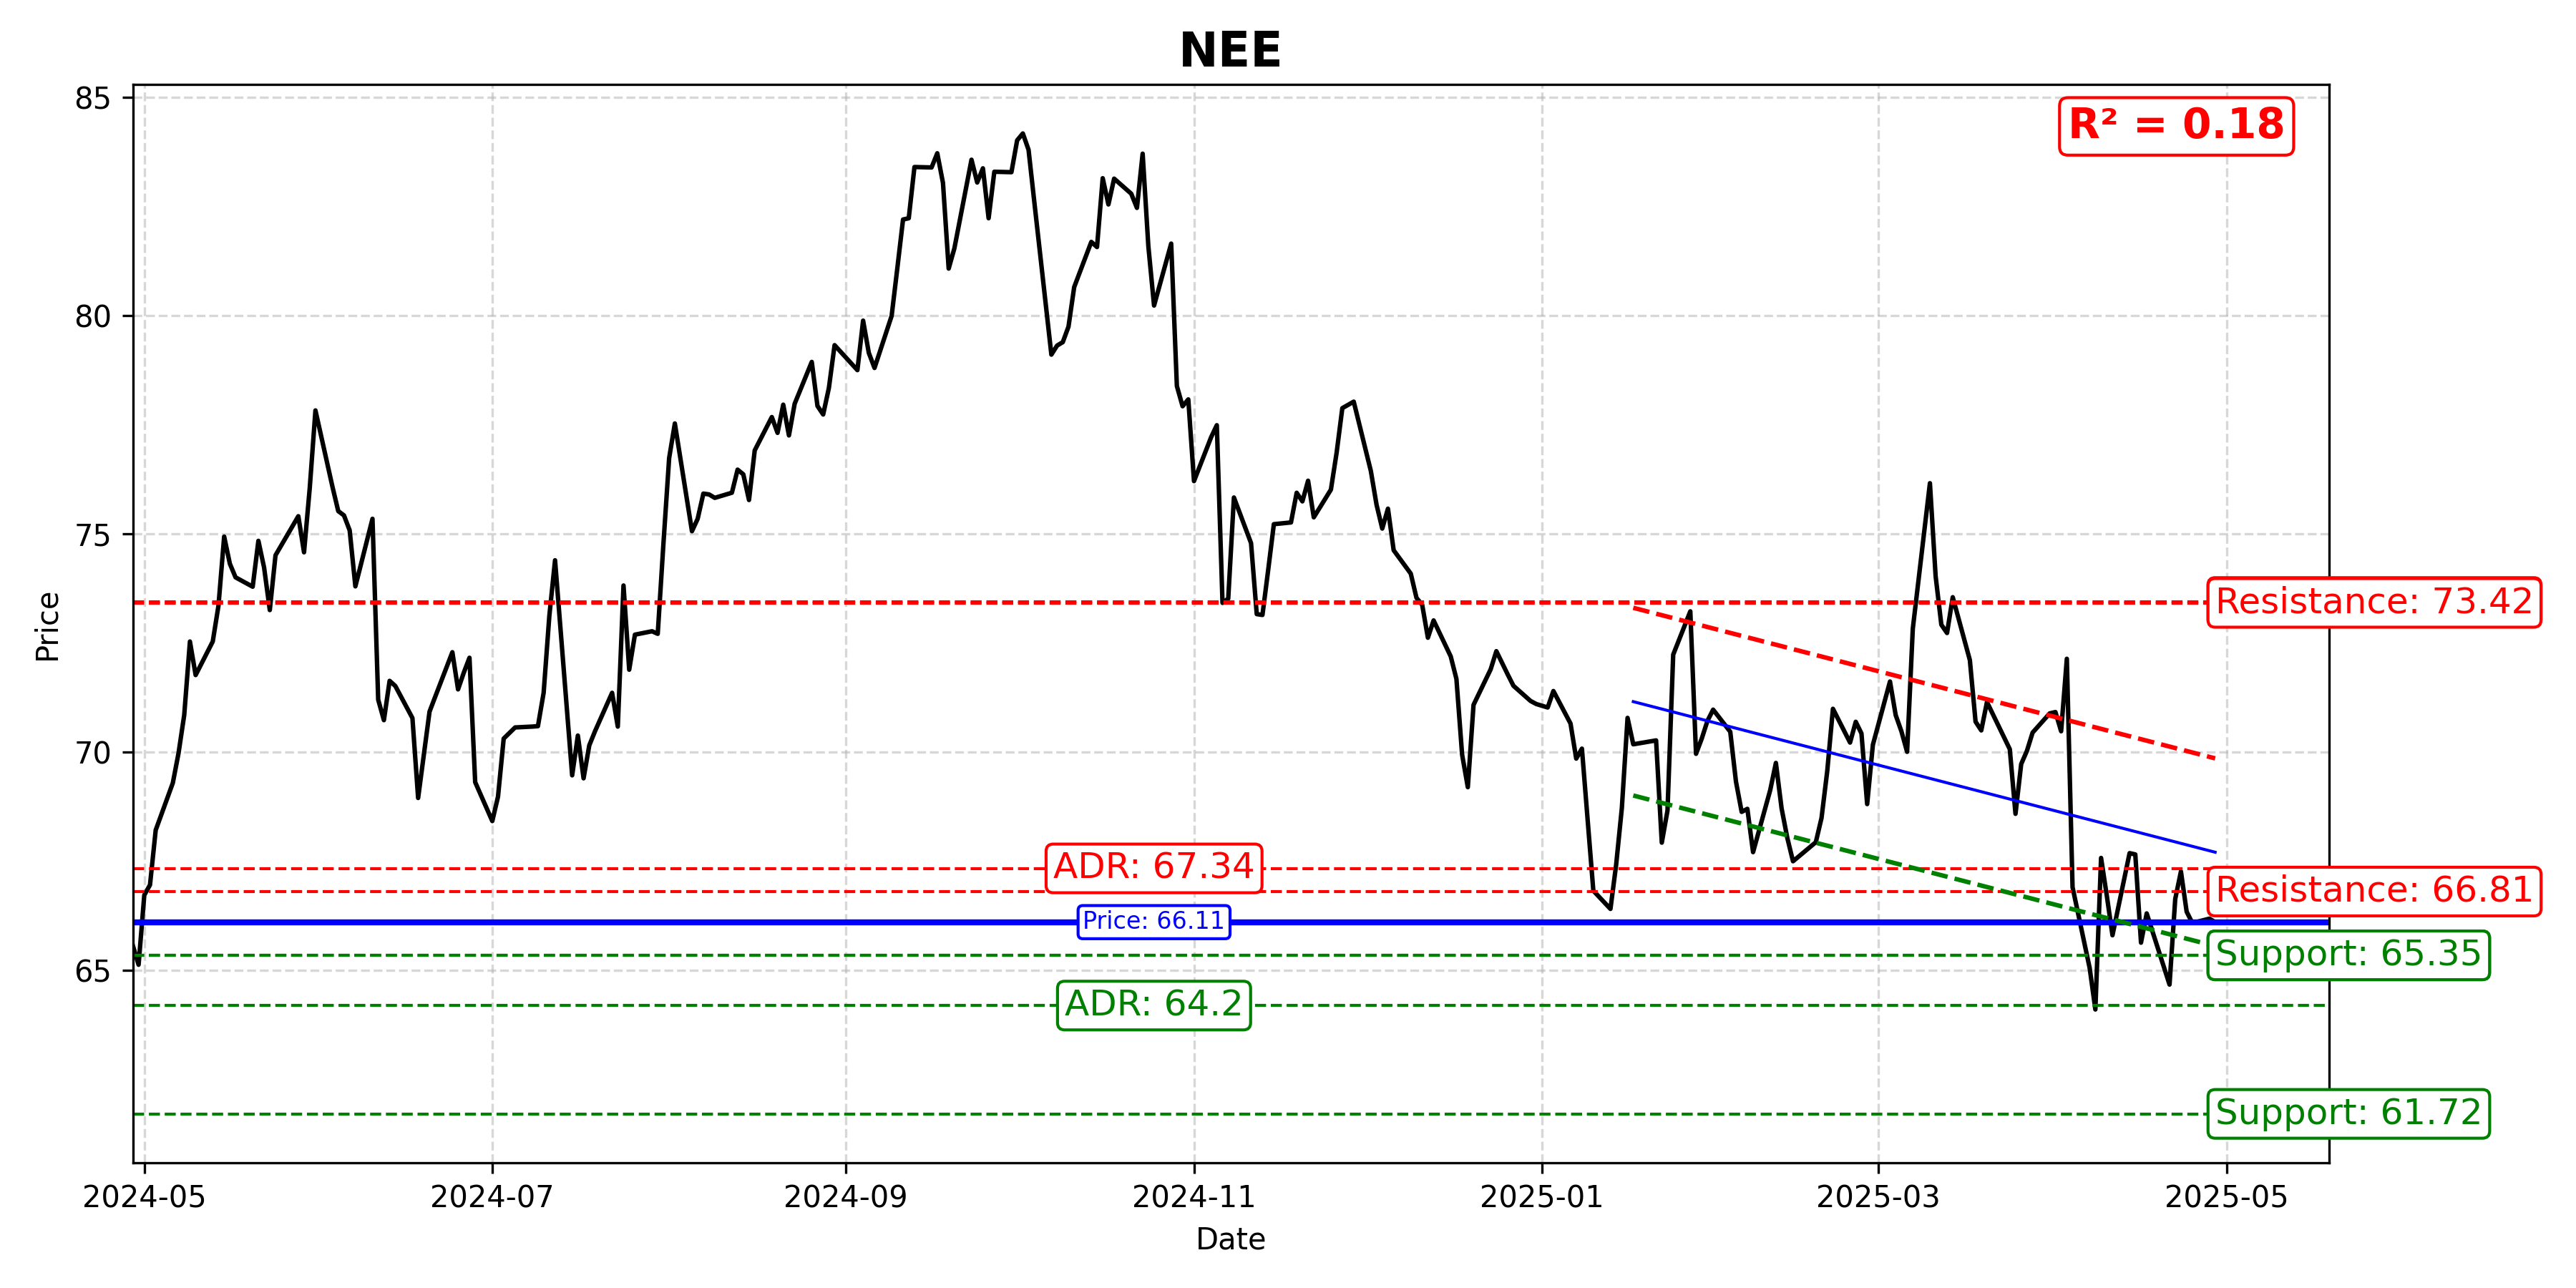 NEE
R² = 0.18
85
80
75
70
65
Price
Resistance: 73.42
ADR: 67.34
Resistance: 66.81
Price: 66.11
Support: 65.35
ADR: 64.2
Support: 61.72
2024-05 2024-07 2024-09 2024-11 2025-01 2025-03 2025-05
Date